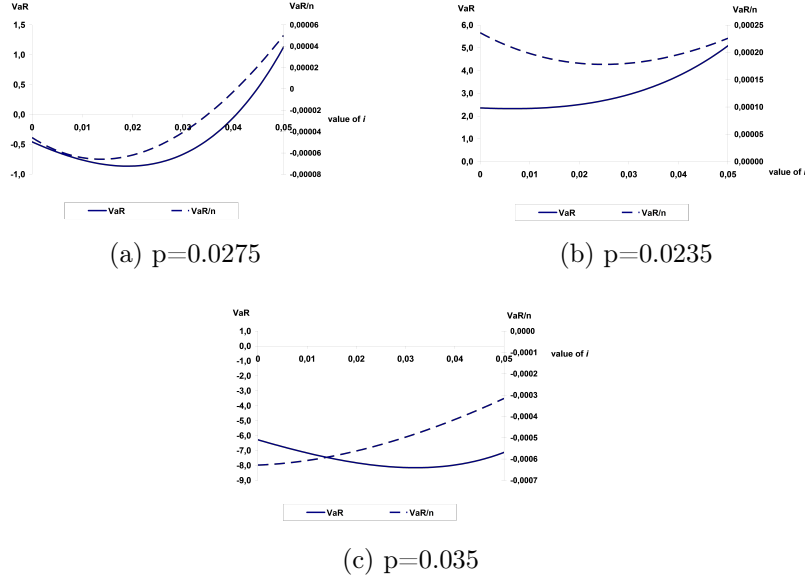 VaR VaR/n
1,5 0,00006
1,0 0,00004
0,5 0,00002
0
0,0 -0,00002
0 0,01 0,02 0,03 0,04 0,05 value of i
-0,00004
-0,5 -0,00006
-1,0 -0,00008
VaR VaR/n
(a) p=0.0275
VaR VaR/n
6,0 0,00025
5,0 0,00020
4,0 0,00015
3,0
2,0 0,00010
1,0 0,00005
0,0 0,00000
0 0,01 0,02 0,03 0,04 0,05 value of i
VaR VaR/n
(b) p=0.0235
VaR VaR/n
1,0 0,0000
0,0
0 0,01 0,02 0,03 0,04 0,05 value of i
-1,0 -0,0001
-2,0 -0,0002
-3,0 -0,0003
-4,0
-5,0 -0,0004
-6,0 -0,0005
-7,0
-8,0 -0,0006
-9,0 -0,0007
VaR VaR/n
(c) p=0.035